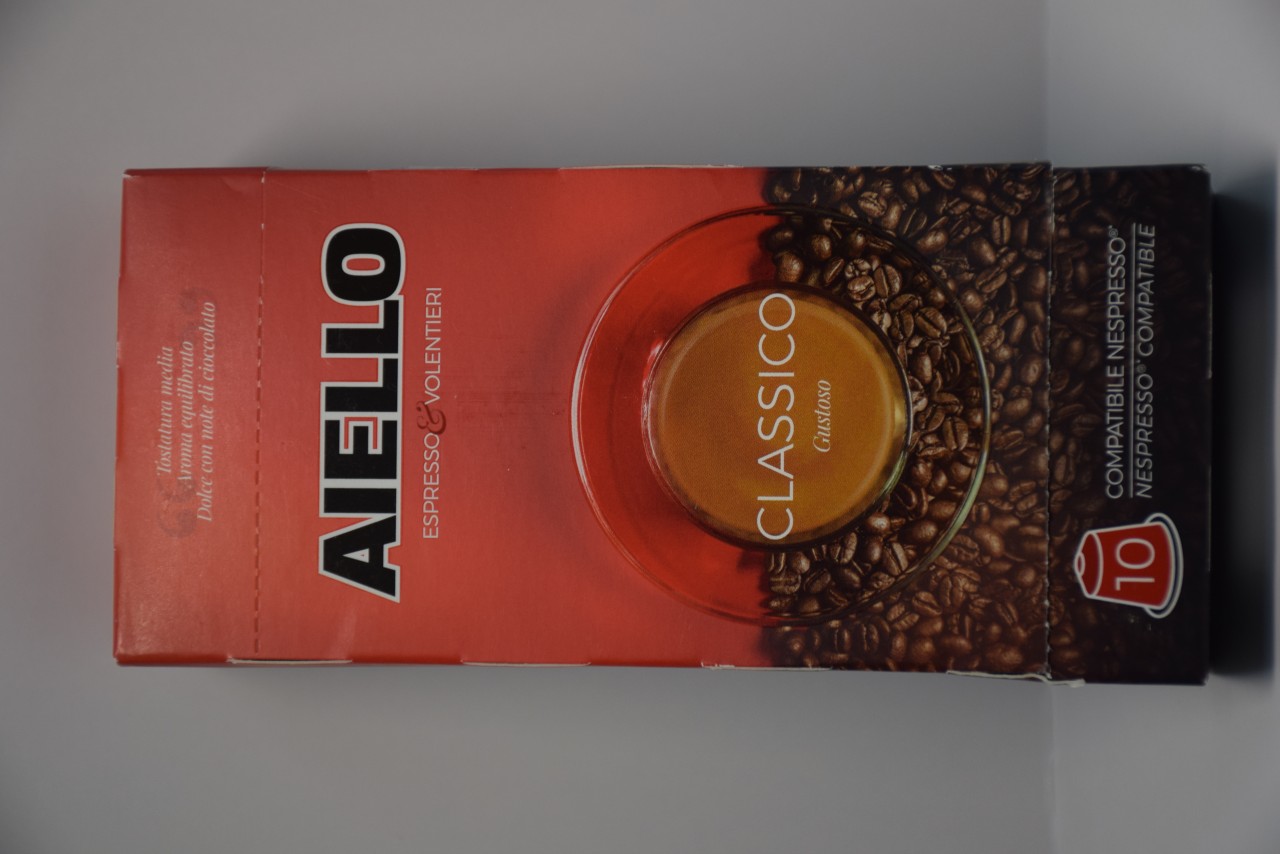 Tostatura media
Aroma equilibrato
Dolce con note di cioccolato
AIELLO
ESPRESSO&VOLENTIERI
CLASSICO
Gustoso
10
COMPATIBILE NESPRESSO®
NESPRESSO® COMPATIBLE